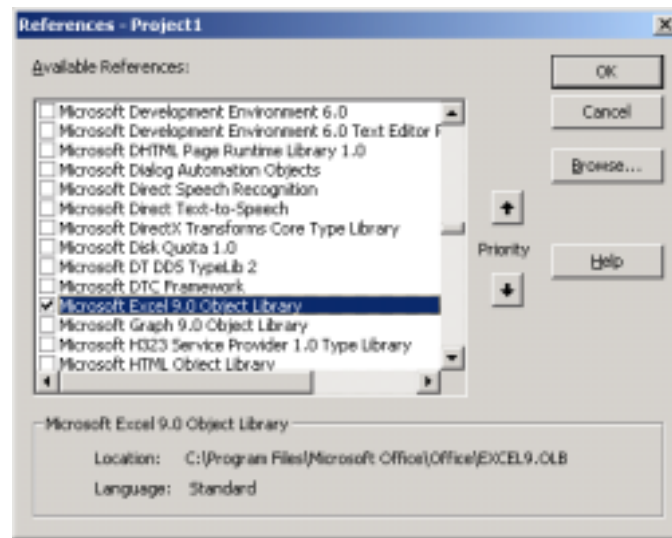 References - Project1
Available References:
Microsoft Development Environment 6.0
Microsoft Development Environment 6.0 Text Editor
Microsoft DHTML Page Runtime Library 1.0
Microsoft Dialog Automation Objects
Microsoft Direct Speech Recognition
Microsoft Direct Text-to-Speech
Microsoft DirectX Transforms Core Type Library
Microsoft Disk Quota 1.0
Microsoft DT DDS TypeLib 2
Microsoft DTC Framework
Microsoft Excel 9.0 Object Library
Microsoft Graph 9.0 Object Library
Microsoft H323 Service Provider 1.0 Type Library
Microsoft HTML Object Library
Priority
OK
Cancel
Browse...
Help
Microsoft Excel 9.0 Object Library
Location: C:\Program Files\Microsoft Office\Office\EXCEL9.OLB
Language: Standard